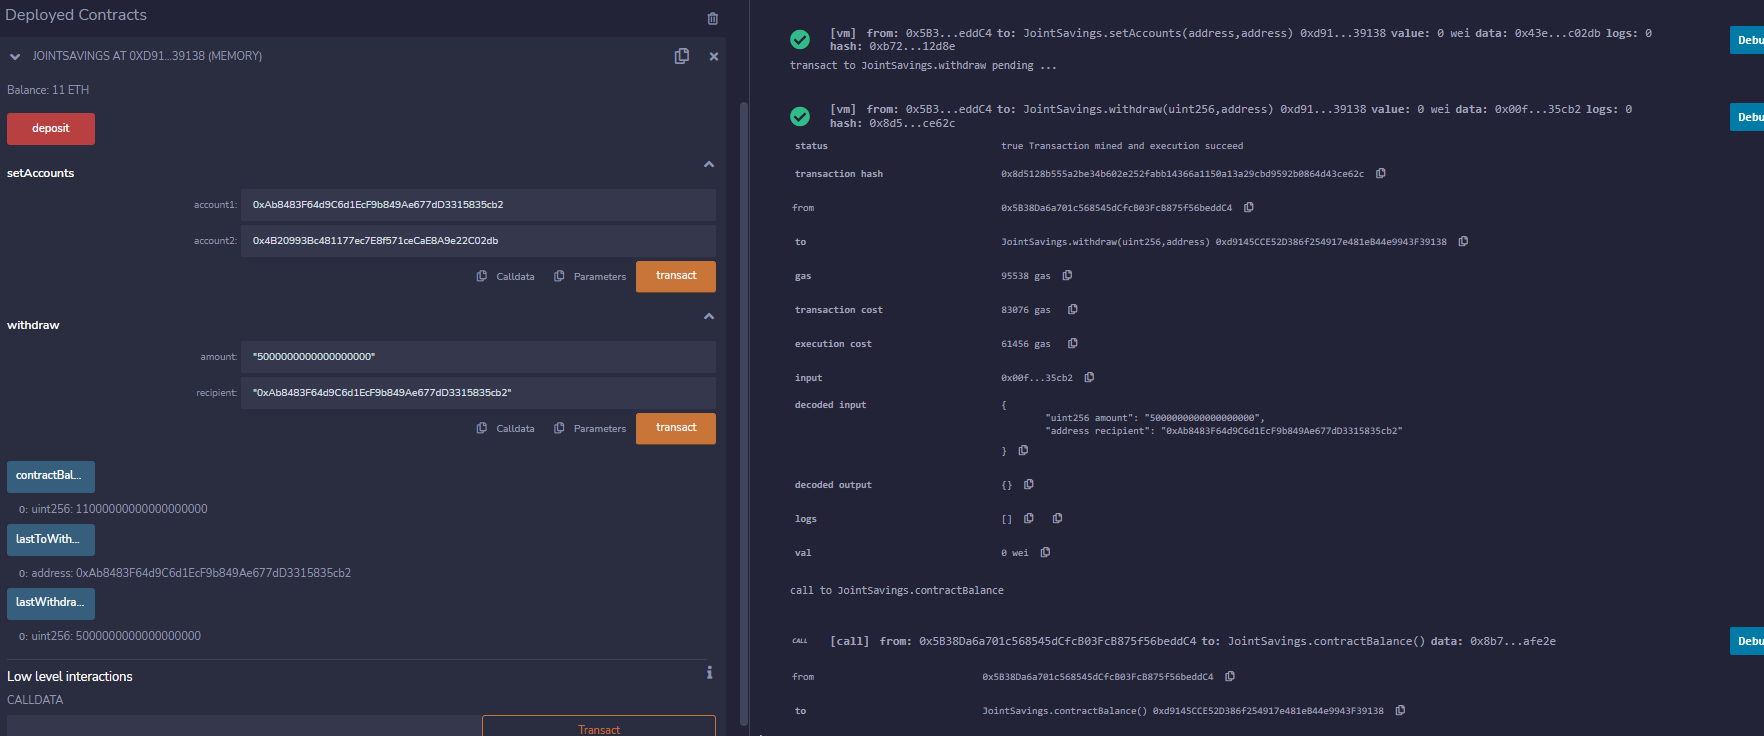 Deployed Contracts
JOINTSAVINGS AT 0XD91...39138 (MEMORY)
Balance: 11 ETH
deposit
setAccounts
account1: 0xAb8483F64d9C6d1EcF9b849Ae677dD3315835cb2
account2: 0x4B20993Bc481177ec7E8f571ceCaE8A9e22C02db
Calldata Parameters transact
withdraw
amount: "5000000000000000000"
recipient: "0xAb8483F64d9C6d1EcF9b849Ae677dD3315835cb2"
Calldata Parameters transact
contractBal...
0: uint256: 11000000000000000000
lastToWith...
0: address: 0xAb8483F64d9C6d1EcF9b849Ae677dD3315835cb2
lastWithdra...
0: uint256: 5000000000000000000
Low level interactions
CALLDATA
Transact
[vm] from: 0x5B3...eddC4 to: JointSavings.setAccounts(address,address) 0xd91...39138 value: 0 wei data: 0x43e...c02db logs: 0
hash: 0xb72...12d8e
Debu
transact to JointSavings.withdraw pending ...
[vm] from: 0x5B3...eddC4 to: JointSavings.withdraw(uint256,address) 0xd91...39138 value: 0 wei data: 0x00f...35cb2 logs: 0
hash: 0x8d5...ce62c
Debu
status true Transaction mined and execution succeed
transaction hash 0x8d5128b555a2be34b602e252fabb14366a1150a13a29cbd9592b0864d43ce62c
from 0x5B38Da6a701c568545dCfcB03FcB875f56beddC4
to JointSavings.withdraw(uint256,address) 0xd9145CCE52D386f254917e481eB44e9943F39138
gas 95538 gas
transaction cost 83076 gas
execution cost 61456 gas
input 0x00f...35cb2
decoded input {
"uint256 amount": "5000000000000000000",
"address recipient": "0xAb8483F64d9C6d1EcF9b849Ae677dD3315835cb2"
}
decoded output {}
logs []
val 0 wei
call to JointSavings.contractBalance
CALL [call] from: 0x5B38Da6a701c568545dCfcB03FcB875f56beddC4 to: JointSavings.contractBalance() data: 0x8b7...afe2e
Debu
from 0x5B38Da6a701c568545dCfcB03FcB875f56beddC4
to JointSavings.contractBalance() 0xd9145CCE52D386f254917e481eB44e9943F39138